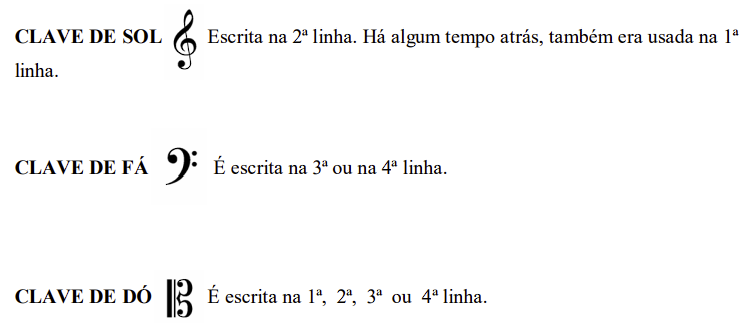 CLAVE DE SOL Escrita na 2ª linha. Há algum tempo atrás, também era usada na 1ª
linha.
CLAVE DE FÁ É escrita na 3ª ou na 4ª linha.
CLAVE DE DÓ É escrita na 1ª, 2ª, 3ª ou 4ª linha.